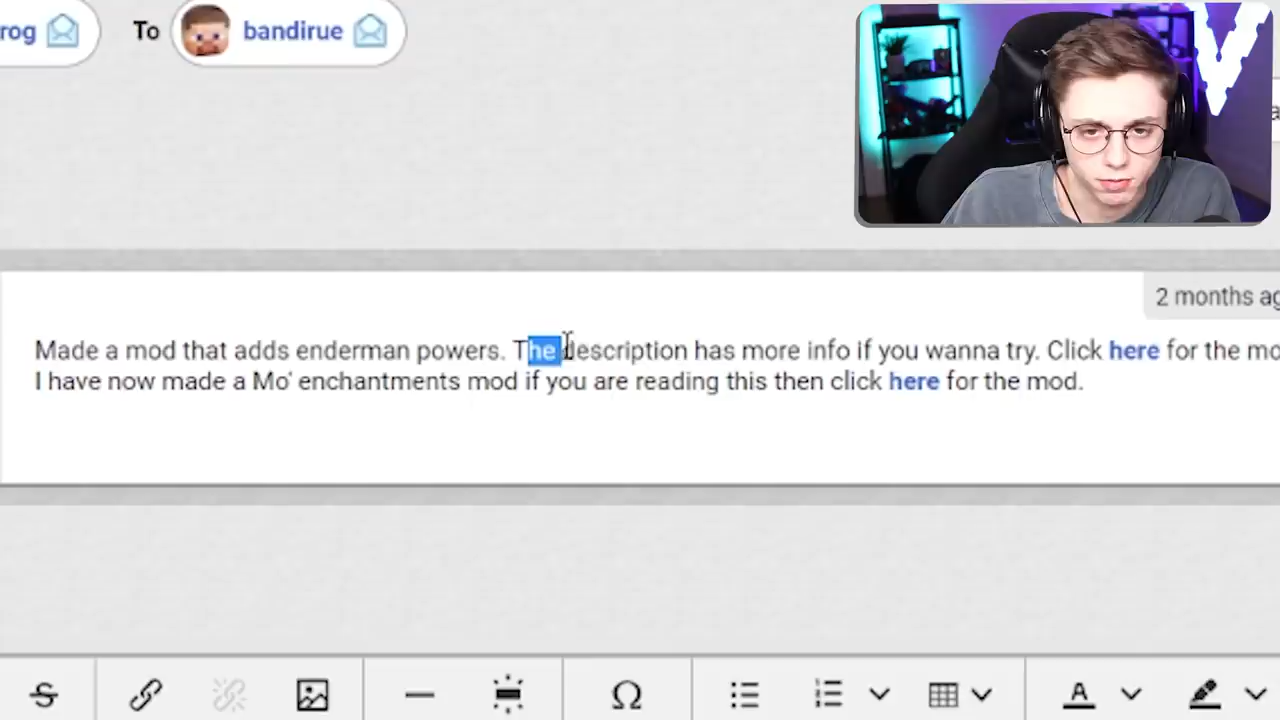 rog To bandirue
2 months ag
Made a mod that adds enderman powers. The description has more info if you wanna try. Click here for the mo
I have now made a Mo' enchantments mod if you are reading this then click here for the mod.